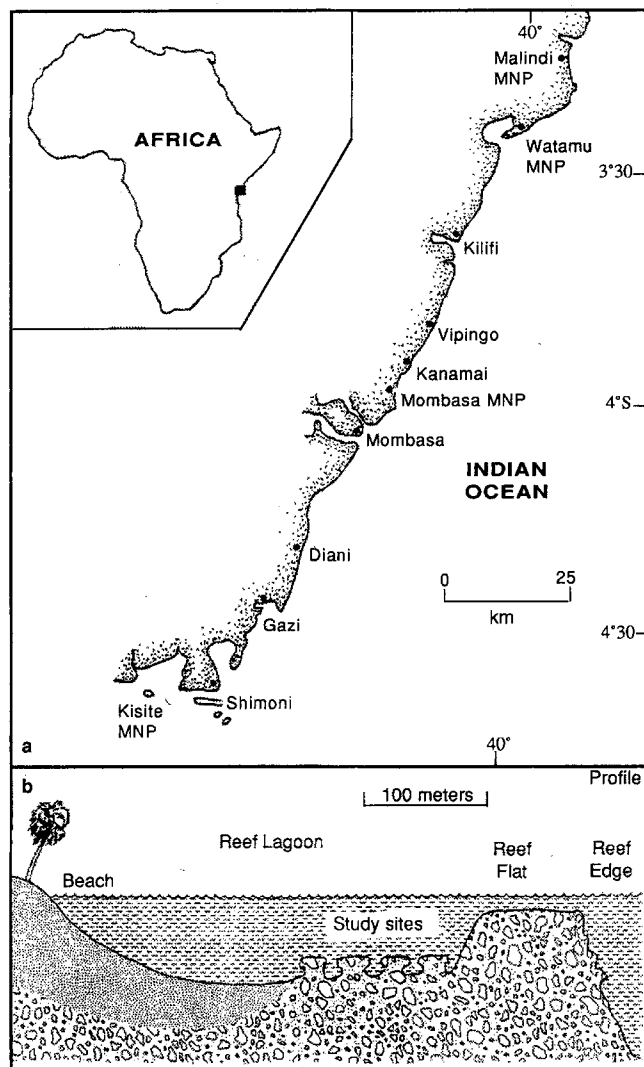 40°
Malindi
MNP
AFRICA
Watamu
MNP
3°30
Kilifi
Vipingo
Kanamai
Mombasa MNP
4°S
Mombasa
INDIAN
OCEAN
Diani
0 25
km
Gazi
4°30
Shimoni
Kisite
MNP
a
40°
b
Profile
100 meters
Reef Lagoon
Reef
Flat
Reef
Edge
Beach
Study sites